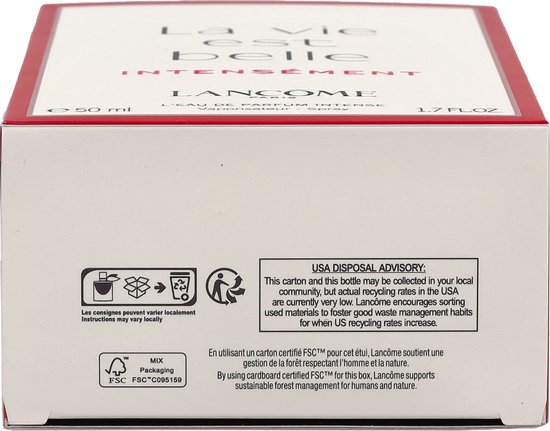 La vie
est
belle
INTENSÉMENT
LANCÔME
PARIS
L'EAU DE PARFUM INTENSE
Vaporisateur - Spray
e 50 ml
1.7 FL.OZ
Les consignes peuvent varier localement
Instructions may vary locally
USA DISPOSAL ADVISORY:
This carton and this bottle may be collected in your local
community, but actual recycling rates in the USA
are currently very low. Lancôme encourages sorting
used materials to foster good waste management habits
for when US recycling rates increase.
FSC
MIX
Packaging
FSC™C095159
En utilisant un carton certifié FSC™ pour cet étui, Lancôme soutient une
gestion de la forêt respectant l'homme et la nature.
By using cardboard certified FSC™ for this box, Lancôme supports
sustainable forest management for humans and nature.